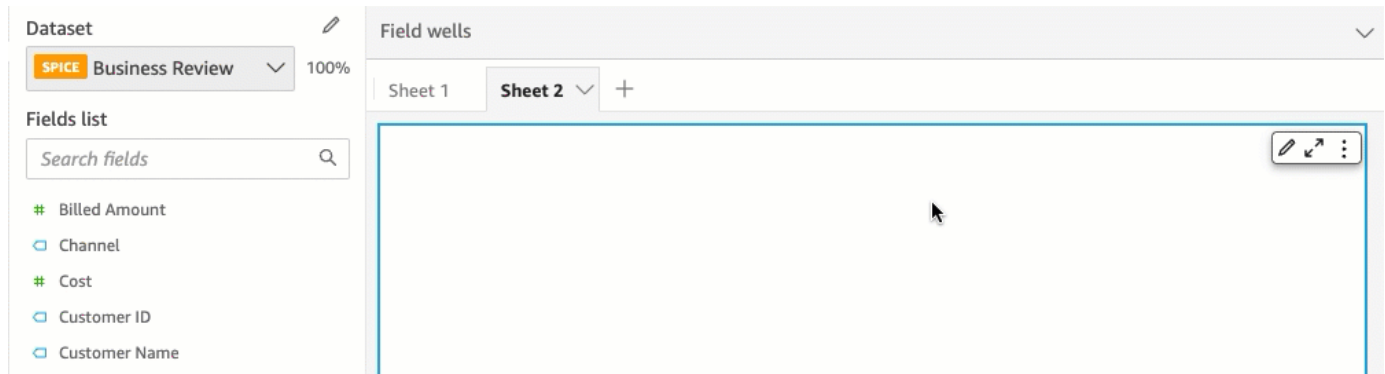 Dataset
SPICE Business Review 100%
Fields list
Search fields
# Billed Amount
Channel
# Cost
Customer ID
Customer Name
Field wells
Sheet 1 Sheet 2 +